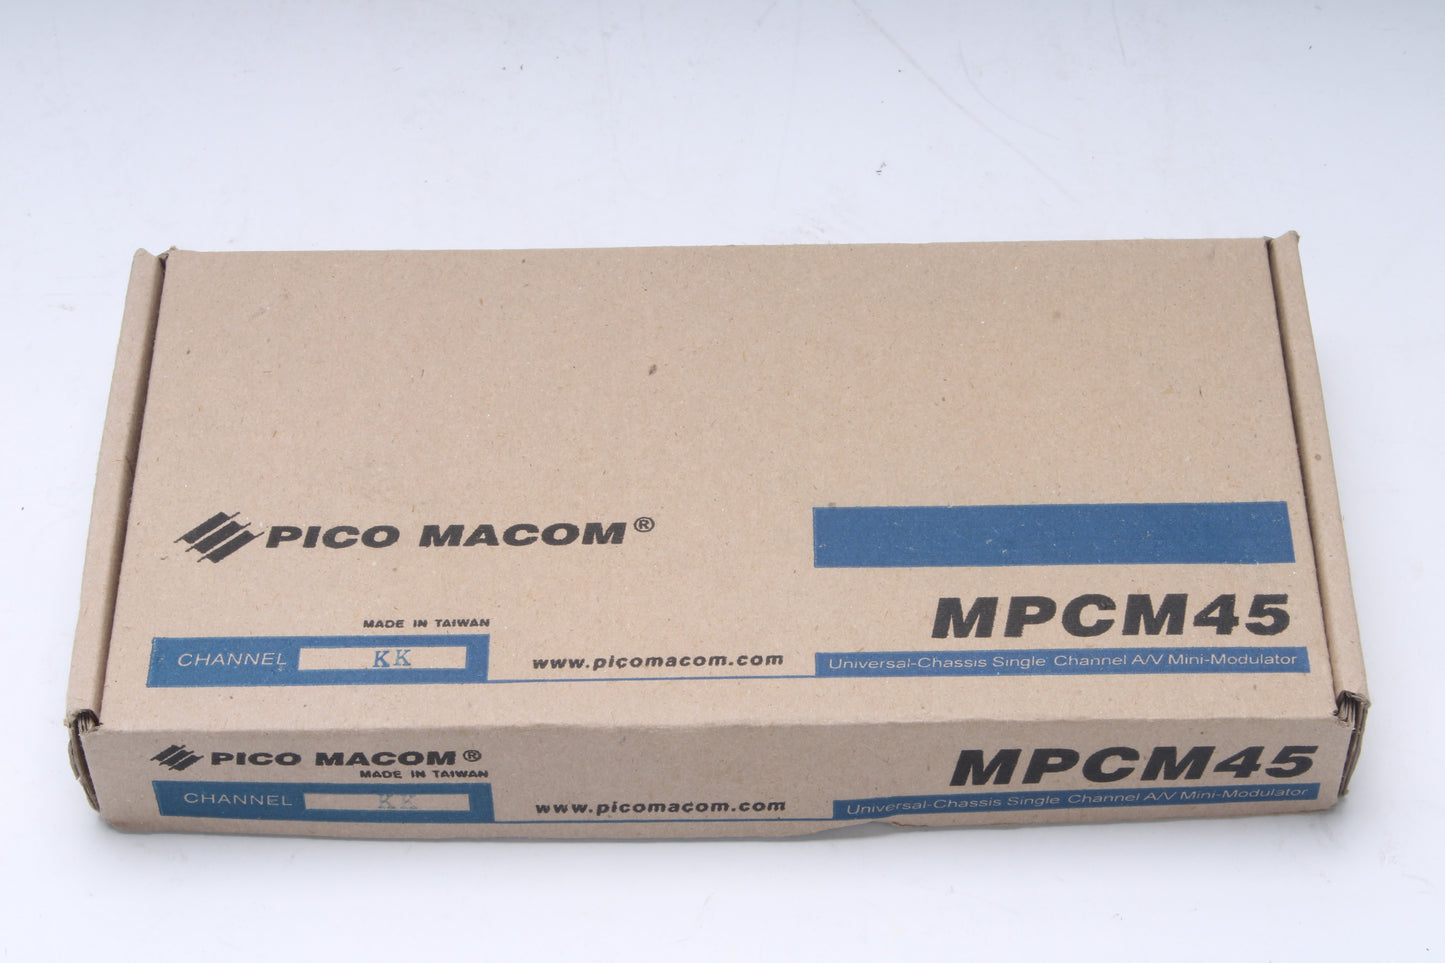 PICO MACOM®
MPCM45
MADE IN TAIWAN
CHANNEL KK
www.picomacom.com
Universal-Chassis Single Channel A/V Mini-Modulator
PICO MACOM®
MPCM45
MADE IN TAIWAN
CHANNEL KK
www.picomacom.com
Universal-Chassis Single Channel A/V Mini-Modulator